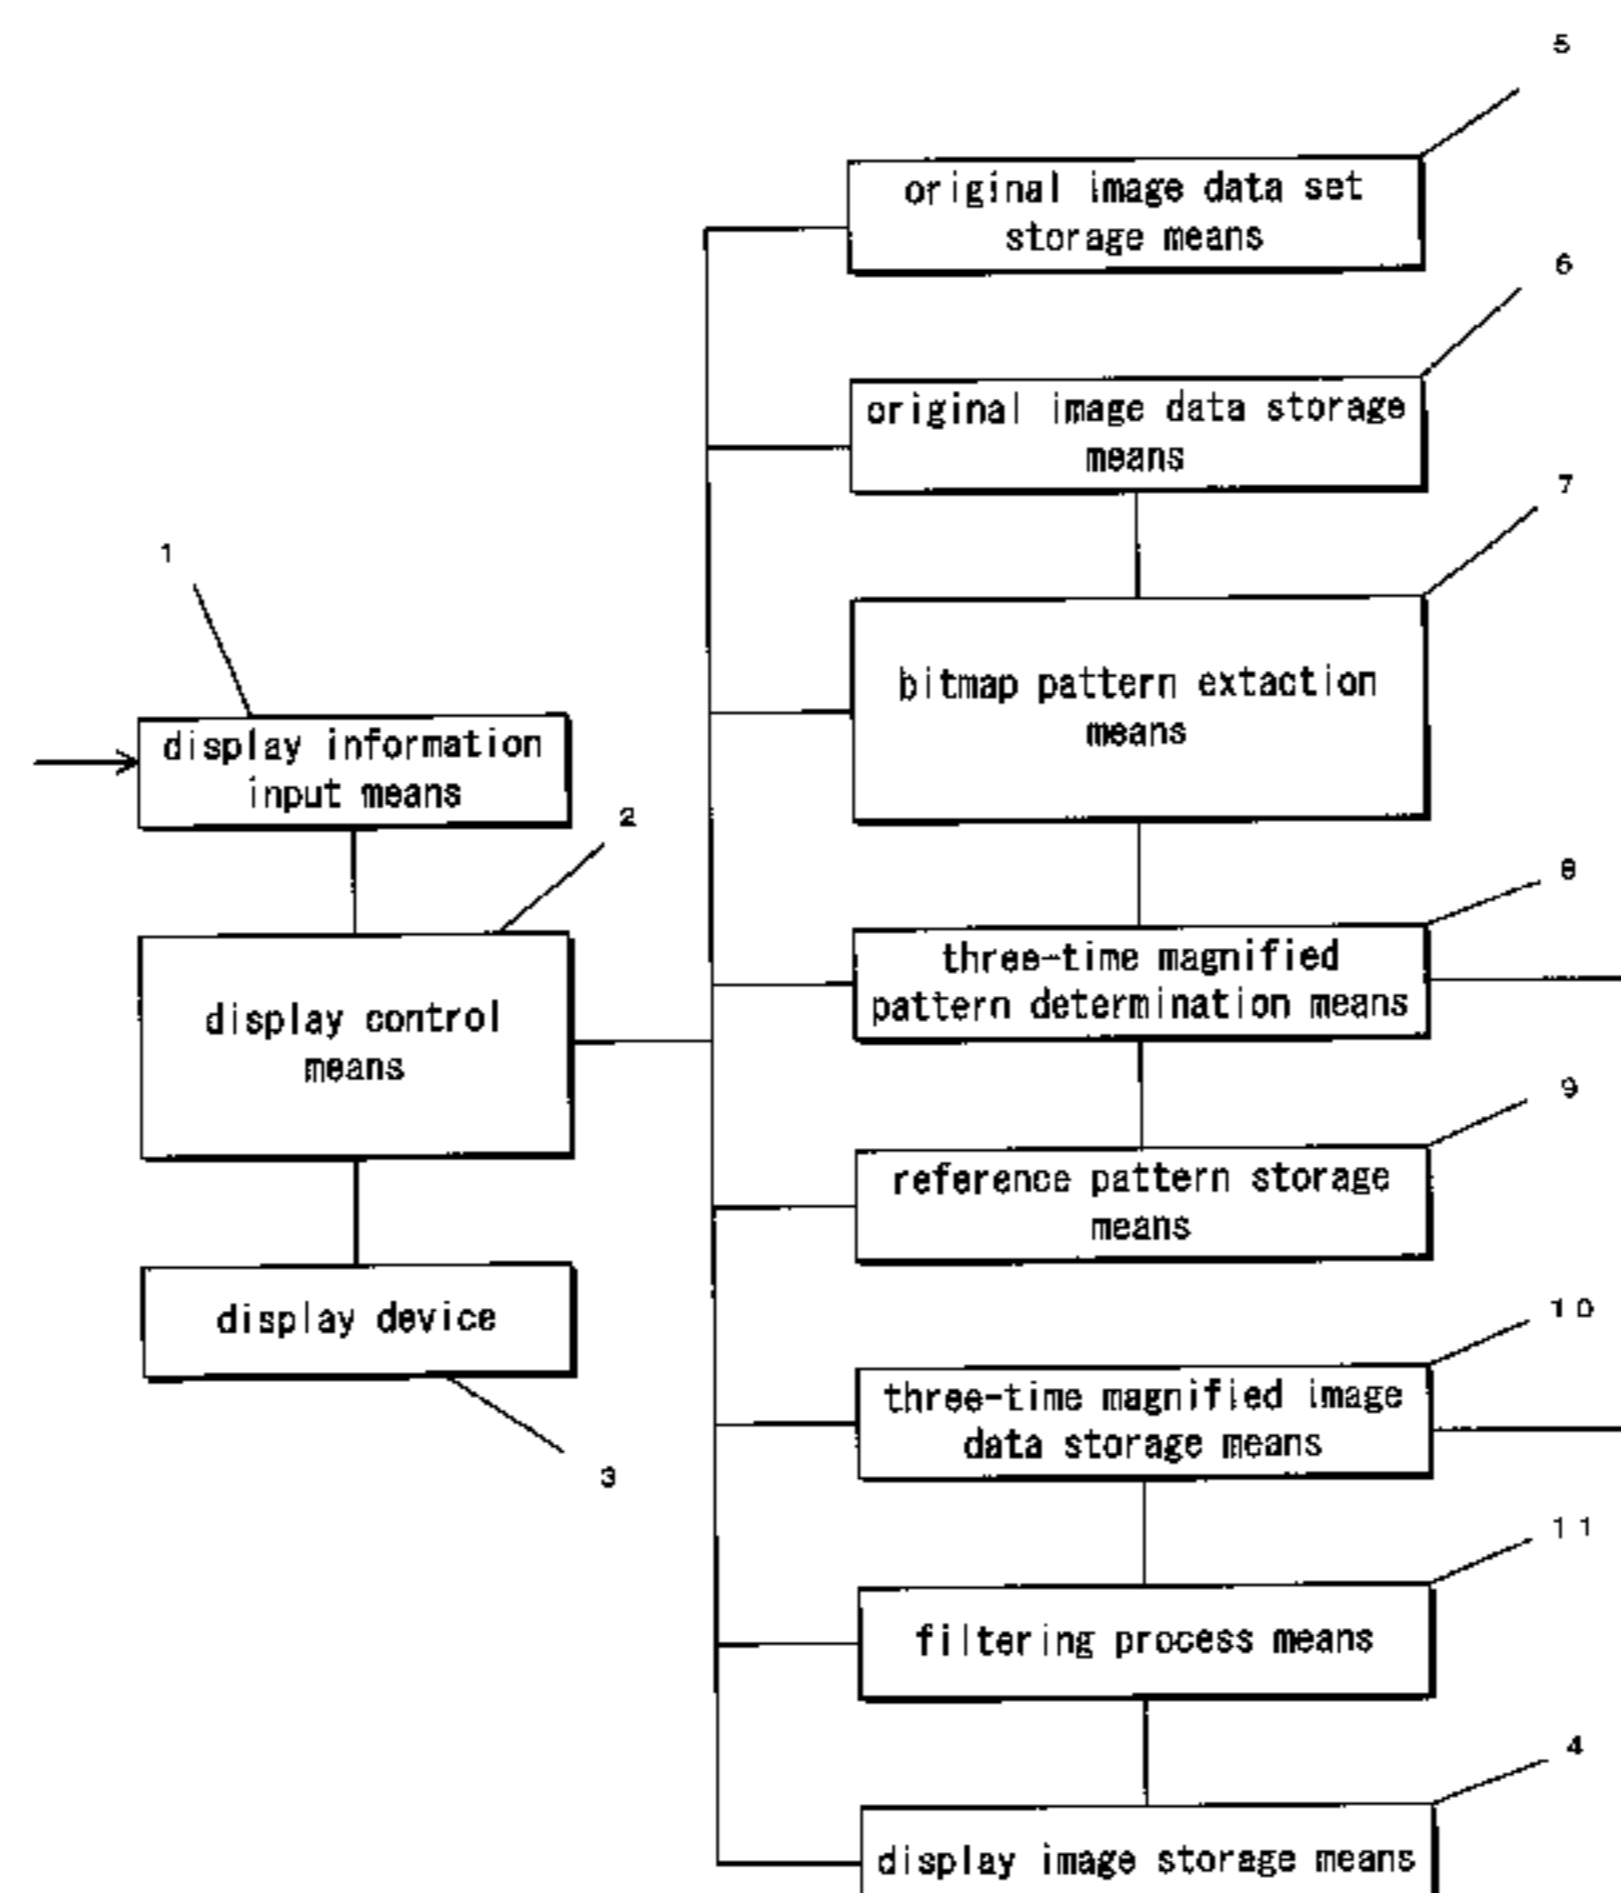 5
original image data set
storage means
6
original image data storage
means
7
bitmap pattern extaction
means
1
display information
input means
2
display control
means
display device
3
8
three-time magnified
pattern determination means
9
reference pattern storage
means
10
three-time magnified image
data storage means
11
filtering process means
4
display image storage means